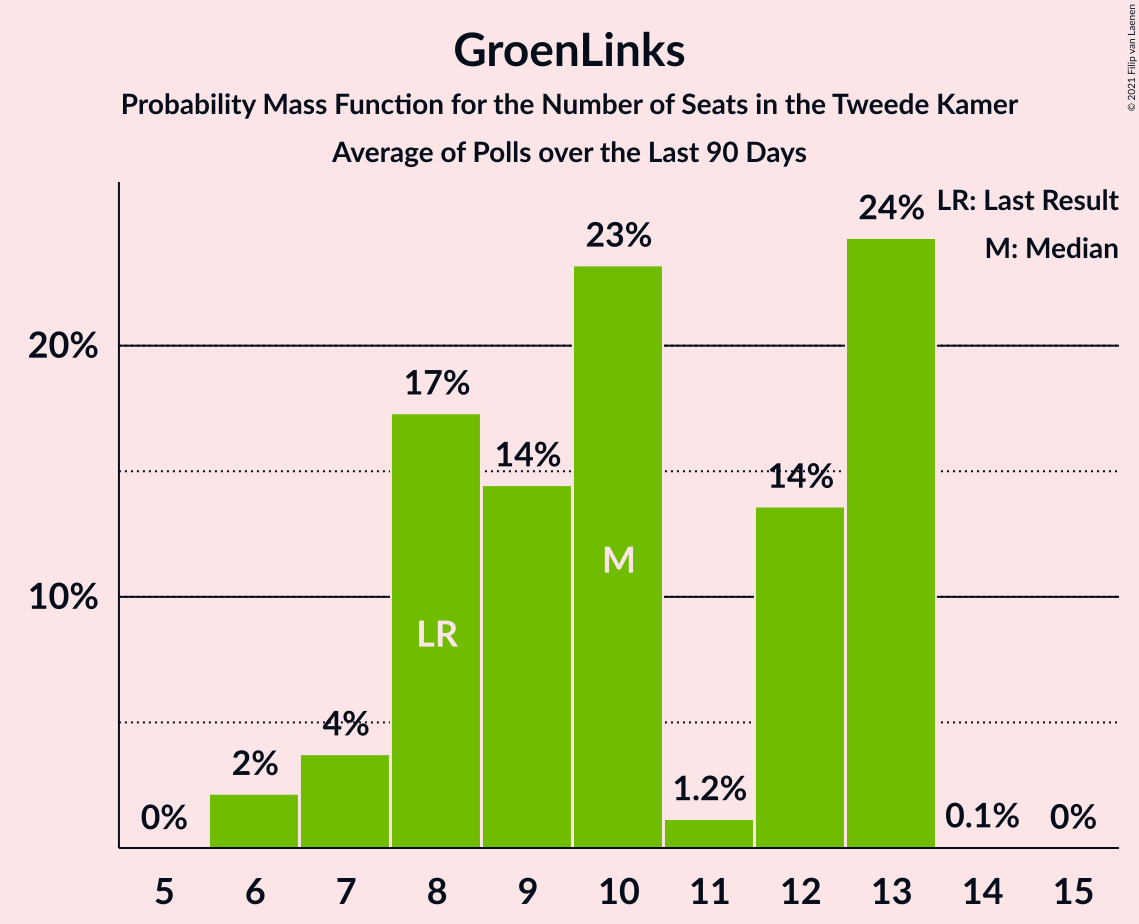 GroenLinks
Probability Mass Function for the Number of Seats in the Tweede Kamer
Average of Polls over the Last 90 Days
© 2021 Filip van Laenen
LR: Last Result
M: Median
20%
10%
0%
2%
4%
17%
14%
23%
1.2%
14%
24%
0.1%
0%
LR
M
5 6 7 8 9 10 11 12 13 14 15